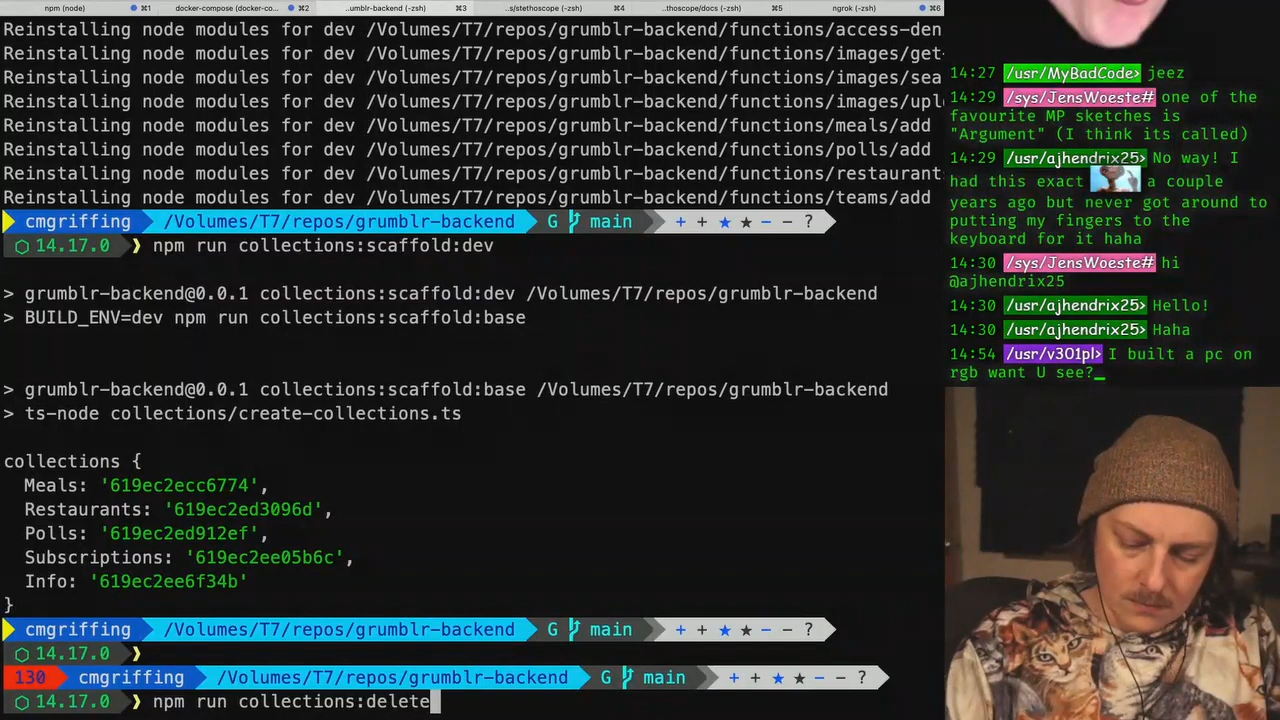 npm (node) ⌘1 docker-compose (docker-co... ⌘2 ..umblr-backend (-zsh) ⌘3 ..s/stethoscope (-zsh) ⌘4 ..thoscope/docs (-zsh) ⌘5 ngrok (-zsh) ⌘6
Reinstalling node modules for dev /Volumes/T7/repos/grumblr-backend/functions/access-den
Reinstalling node modules for dev /Volumes/T7/repos/grumblr-backend/functions/images/get-
Reinstalling node modules for dev /Volumes/T7/repos/grumblr-backend/functions/images/sea
Reinstalling node modules for dev /Volumes/T7/repos/grumblr-backend/functions/images/uplo
Reinstalling node modules for dev /Volumes/T7/repos/grumblr-backend/functions/meals/add
Reinstalling node modules for dev /Volumes/T7/repos/grumblr-backend/functions/polls/add
Reinstalling node modules for dev /Volumes/T7/repos/grumblr-backend/functions/restaurant
Reinstalling node modules for dev /Volumes/T7/repos/grumblr-backend/functions/teams/add
cmgriffing /Volumes/T7/repos/grumblr-backend G main + + ★ ★ − − ?
14.17.0 ❯ npm run collections:scaffold:dev
> grumblr-backend@0.0.1 collections:scaffold:dev /Volumes/T7/repos/grumblr-backend
> BUILD_ENV=dev npm run collections:scaffold:base
> grumblr-backend@0.0.1 collections:scaffold:base /Volumes/T7/repos/grumblr-backend
> ts-node collections/create-collections.ts
collections {
Meals: '619ec2ecc6774',
Restaurants: '619ec2ed3096d',
Polls: '619ec2ed912ef',
Subscriptions: '619ec2ee05b6c',
Info: '619ec2ee6f34b'
}
cmgriffing /Volumes/T7/repos/grumblr-backend G main + + ★ ★ − − ?
14.17.0 ❯
130 cmgriffing /Volumes/T7/repos/grumblr-backend G main + + ★ ★ − − ?
14.17.0 ❯ npm run collections:delete
14:27 /usr/MyBadCode> jeez
14:29 /sys/JensWoeste# one of the
favourite MP sketches is
"Argument" (I think its called)
14:29 /usr/ajhendrix25> No way! I
had this exact a couple
years ago but never got around to
putting my fingers to the
keyboard for it haha
14:30 /sys/JensWoeste# hi
@ajhendrix25
14:30 /usr/ajhendrix25> Hello!
14:30 /usr/ajhendrix25> Haha
14:54 /usr/v301pl> I built a pc on
rgb want U see?_